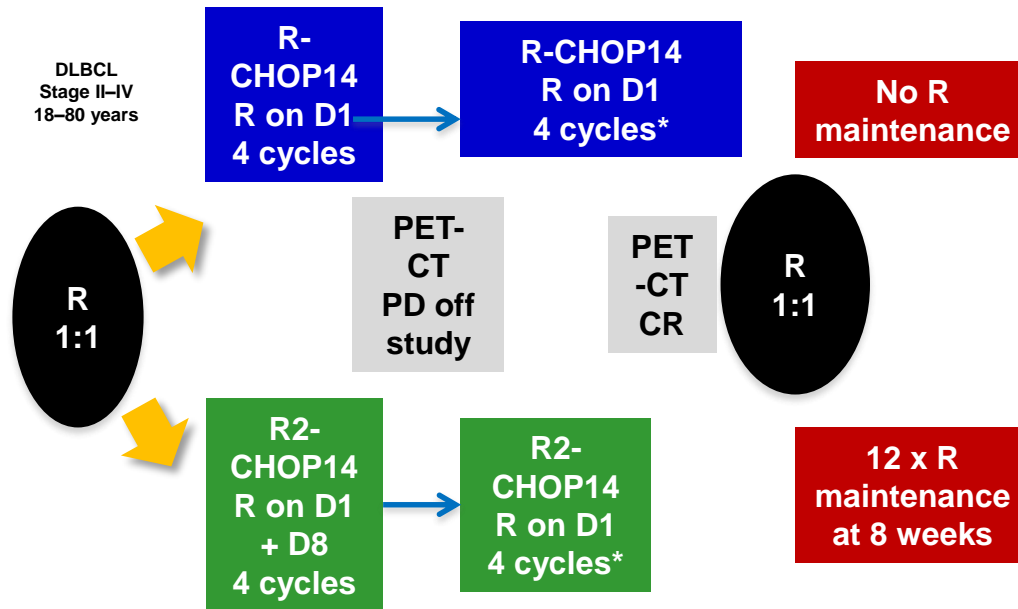 DLBCL
Stage II–IV
18–80 years
R-
CHOP14
R on D1
4 cycles
R-CHOP14
R on D1
4 cycles*
No R
maintenance
R
1:1
PET-
CT
PD off
study
PET
-CT
CR
R
1:1
R2-
CHOP14
R on D1
+ D8
4 cycles
R2-
CHOP14
R on D1
4 cycles*
12 x R
maintenance
at 8 weeks